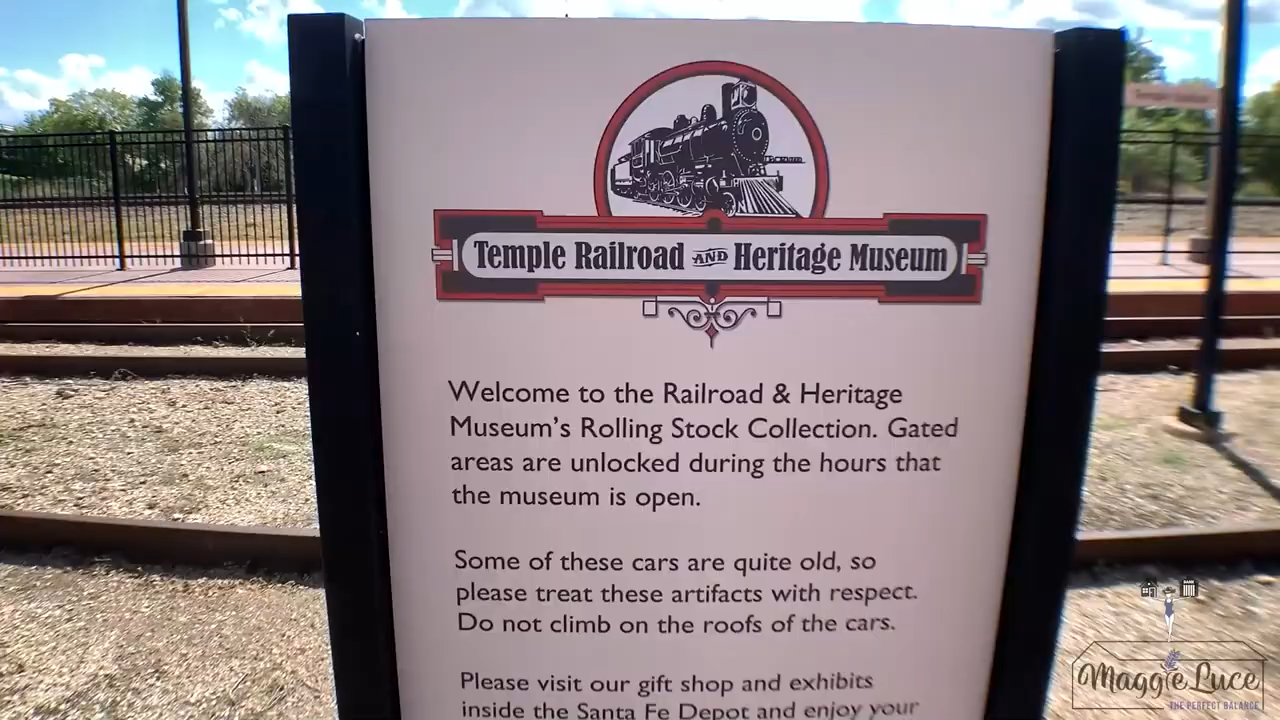 Temple Railroad AND Heritage Museum
Welcome to the Railroad & Heritage
Museum's Rolling Stock Collection. Gated
areas are unlocked during the hours that
the museum is open.
Some of these cars are quite old, so
please treat these artifacts with respect.
Do not climb on the roofs of the cars.
Please visit our gift shop and exhibits
inside the Santa Fe Depot and enjoy your
Maggie Luce
THE PERFECT BALANCE